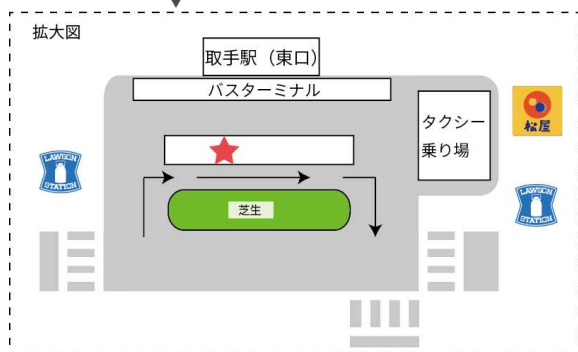 拡大図
取手駅（東口）
バスターミナル
タクシー
乗り場
松屋
LAWSON
STATION
LAWSON
STATION
芝生